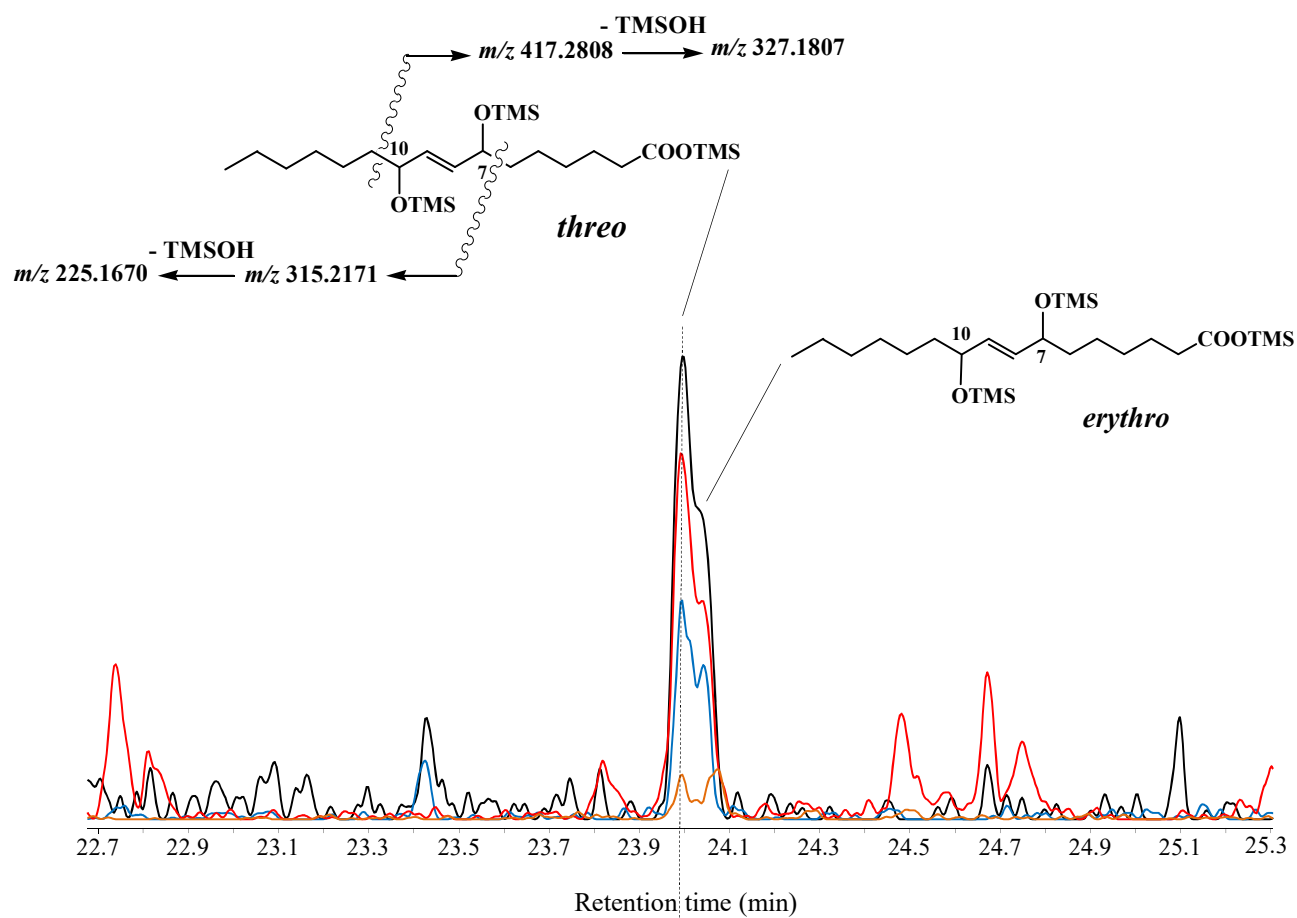 - TMSOH
m/z 417.2808
m/z 327.1807
OTMS
10
COOTMS
7
OTMS
threo
- TMSOH
m/z 225.1670
m/z 315.2171
OTMS
10
COOTMS
7
OTMS
erythro
22.7 22.9 23.1 23.3 23.5 23.7 23.9 24.1 24.3 24.5 24.7 24.9 25.1 25.3
Retention time (min)